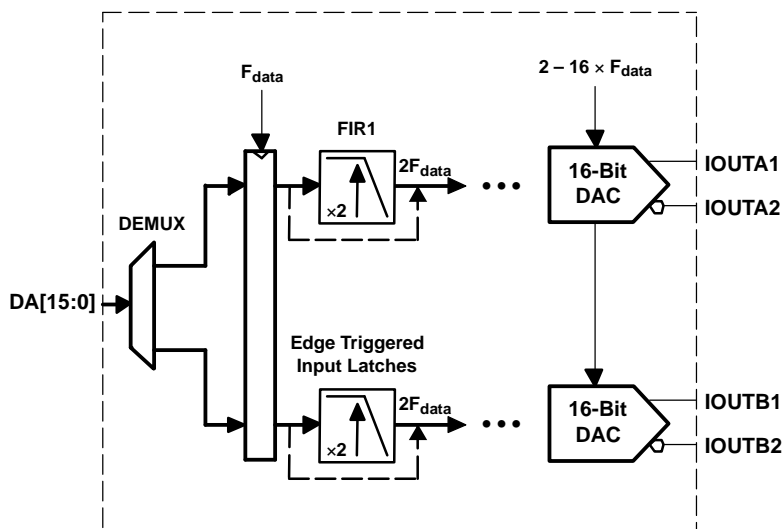 F_data
2 – 16 × F_data
FIR1
2F_data
×2
•••
16-Bit
DAC
IOUTA1
IOUTA2
DEMUX
DA[15:0]
Edge Triggered
Input Latches
2F_data
×2
•••
16-Bit
DAC
IOUTB1
IOUTB2